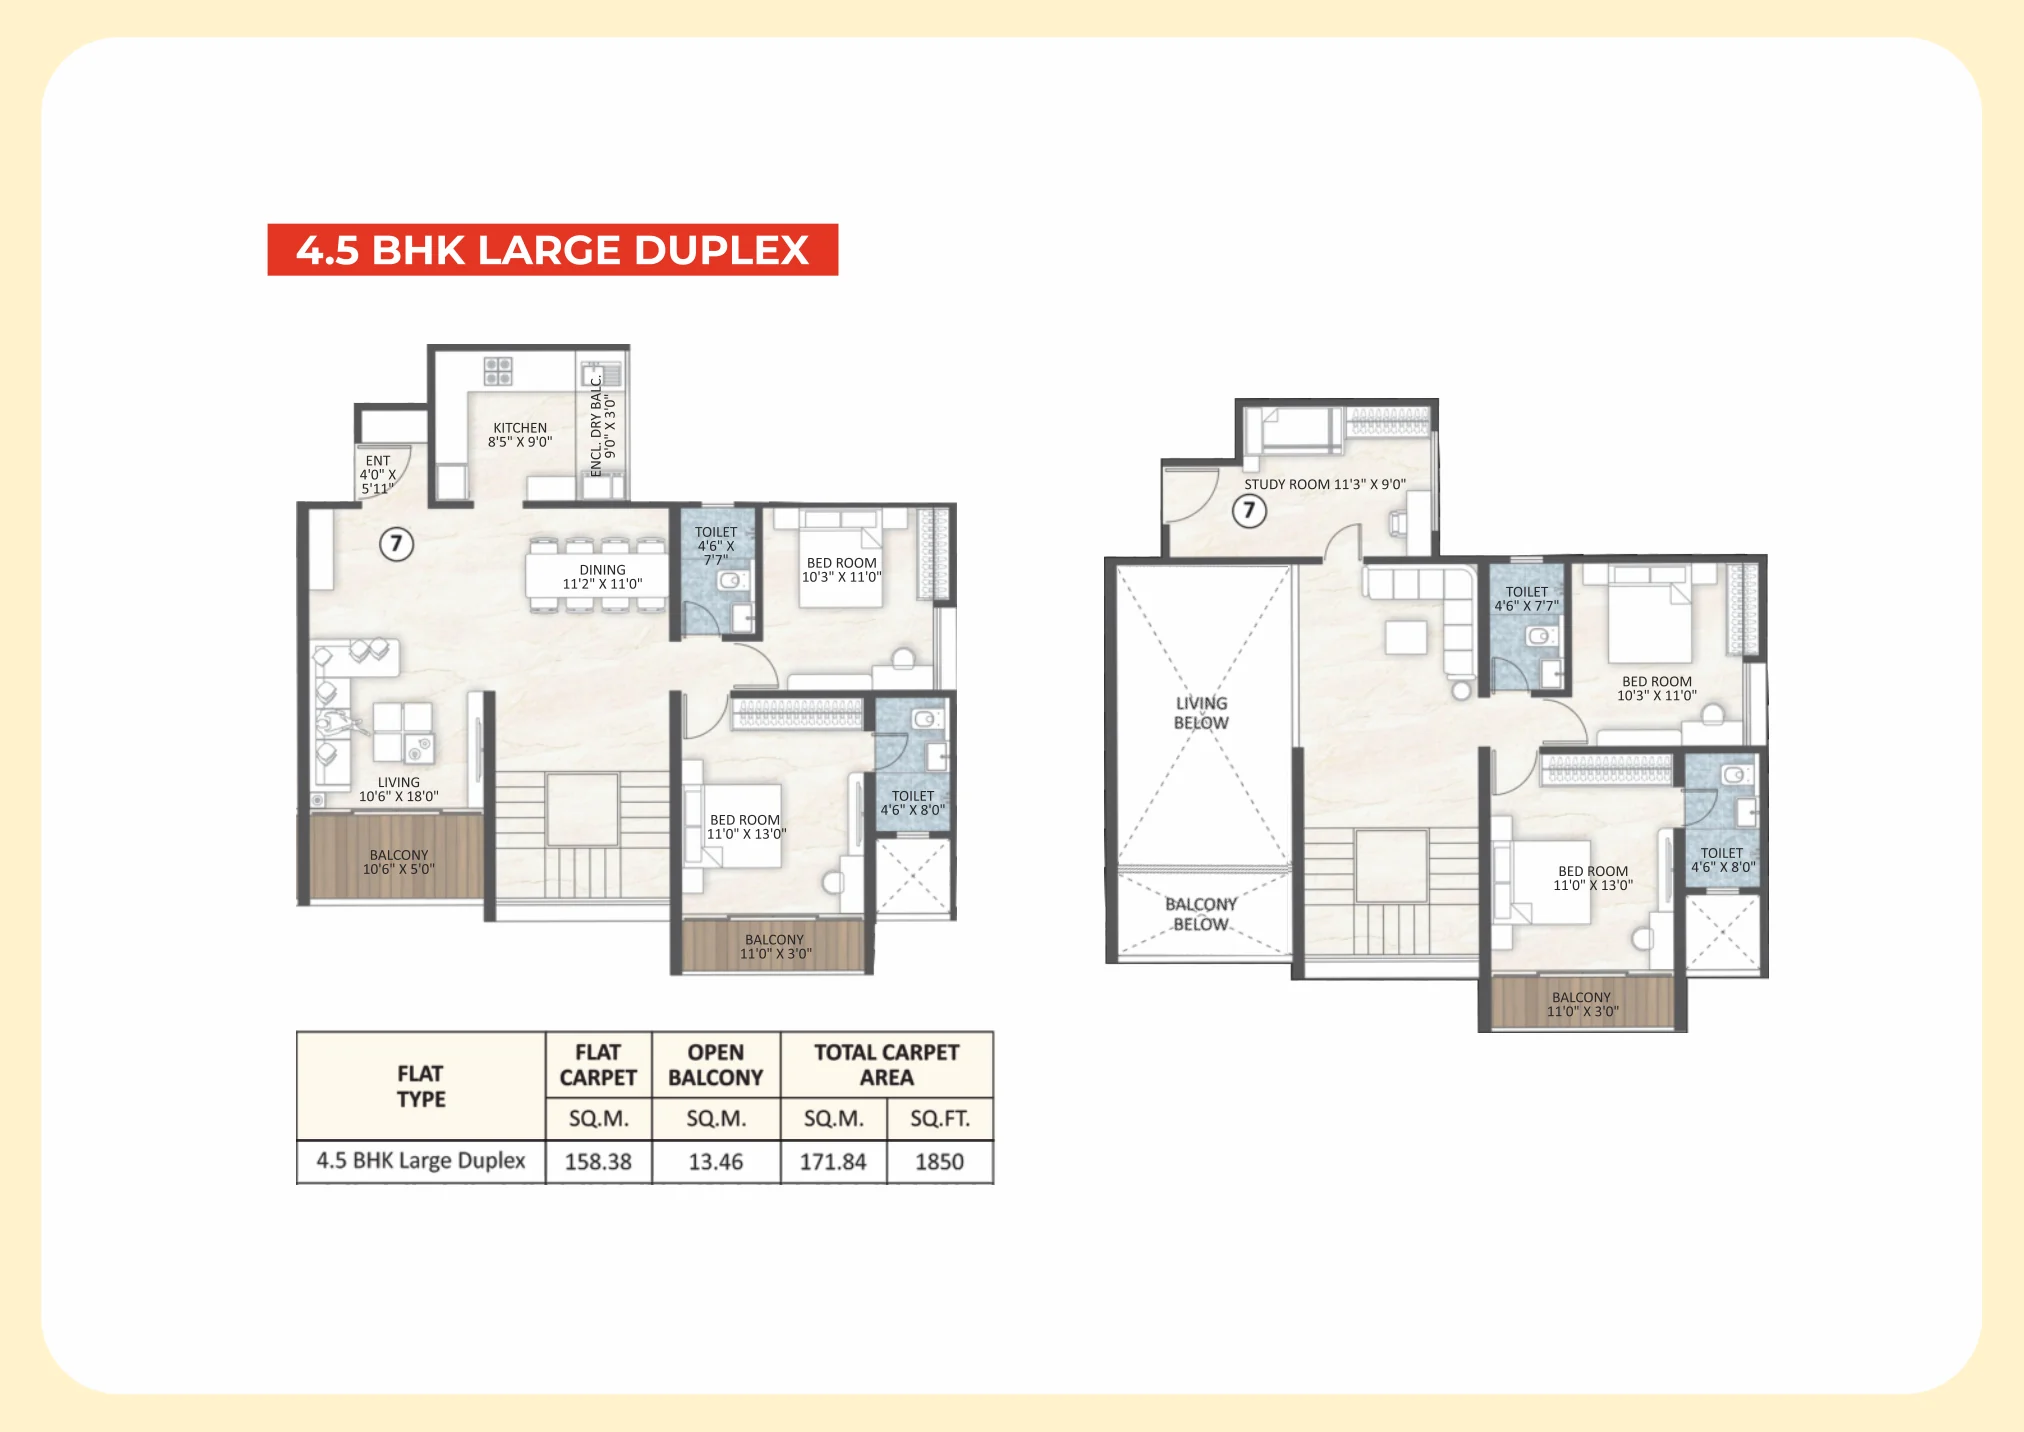 4.5 BHK LARGE DUPLEX
KITCHEN
8'5" X 9'0"
ENCL. DRY BALC.
9'0" X 3'0"
ENT
4'0" X
5'11"
7
DINING
11'2" X 11'0"
TOILET
4'6" X
7'7"
BED ROOM
10'3" X 11'0"
LIVING
10'6" X 18'0"
BALCONY
10'6" X 5'0"
BED ROOM
11'0" X 13'0"
TOILET
4'6" X 8'0"
BALCONY
11'0" X 3'0"
STUDY ROOM 11'3" X 9'0"
7
TOILET
4'6" X 7'7"
BED ROOM
10'3" X 11'0"
LIVING
BELOW
BALCONY
BELOW
BED ROOM
11'0" X 13'0"
TOILET
4'6" X 8'0"
BALCONY
11'0" X 3'0"
FLAT
TYPE
FLAT
CARPET
OPEN
BALCONY
TOTAL CARPET
AREA
SQ.M.
SQ.M.
SQ.M.
SQ.FT.
4.5 BHK Large Duplex
158.38
13.46
171.84
1850